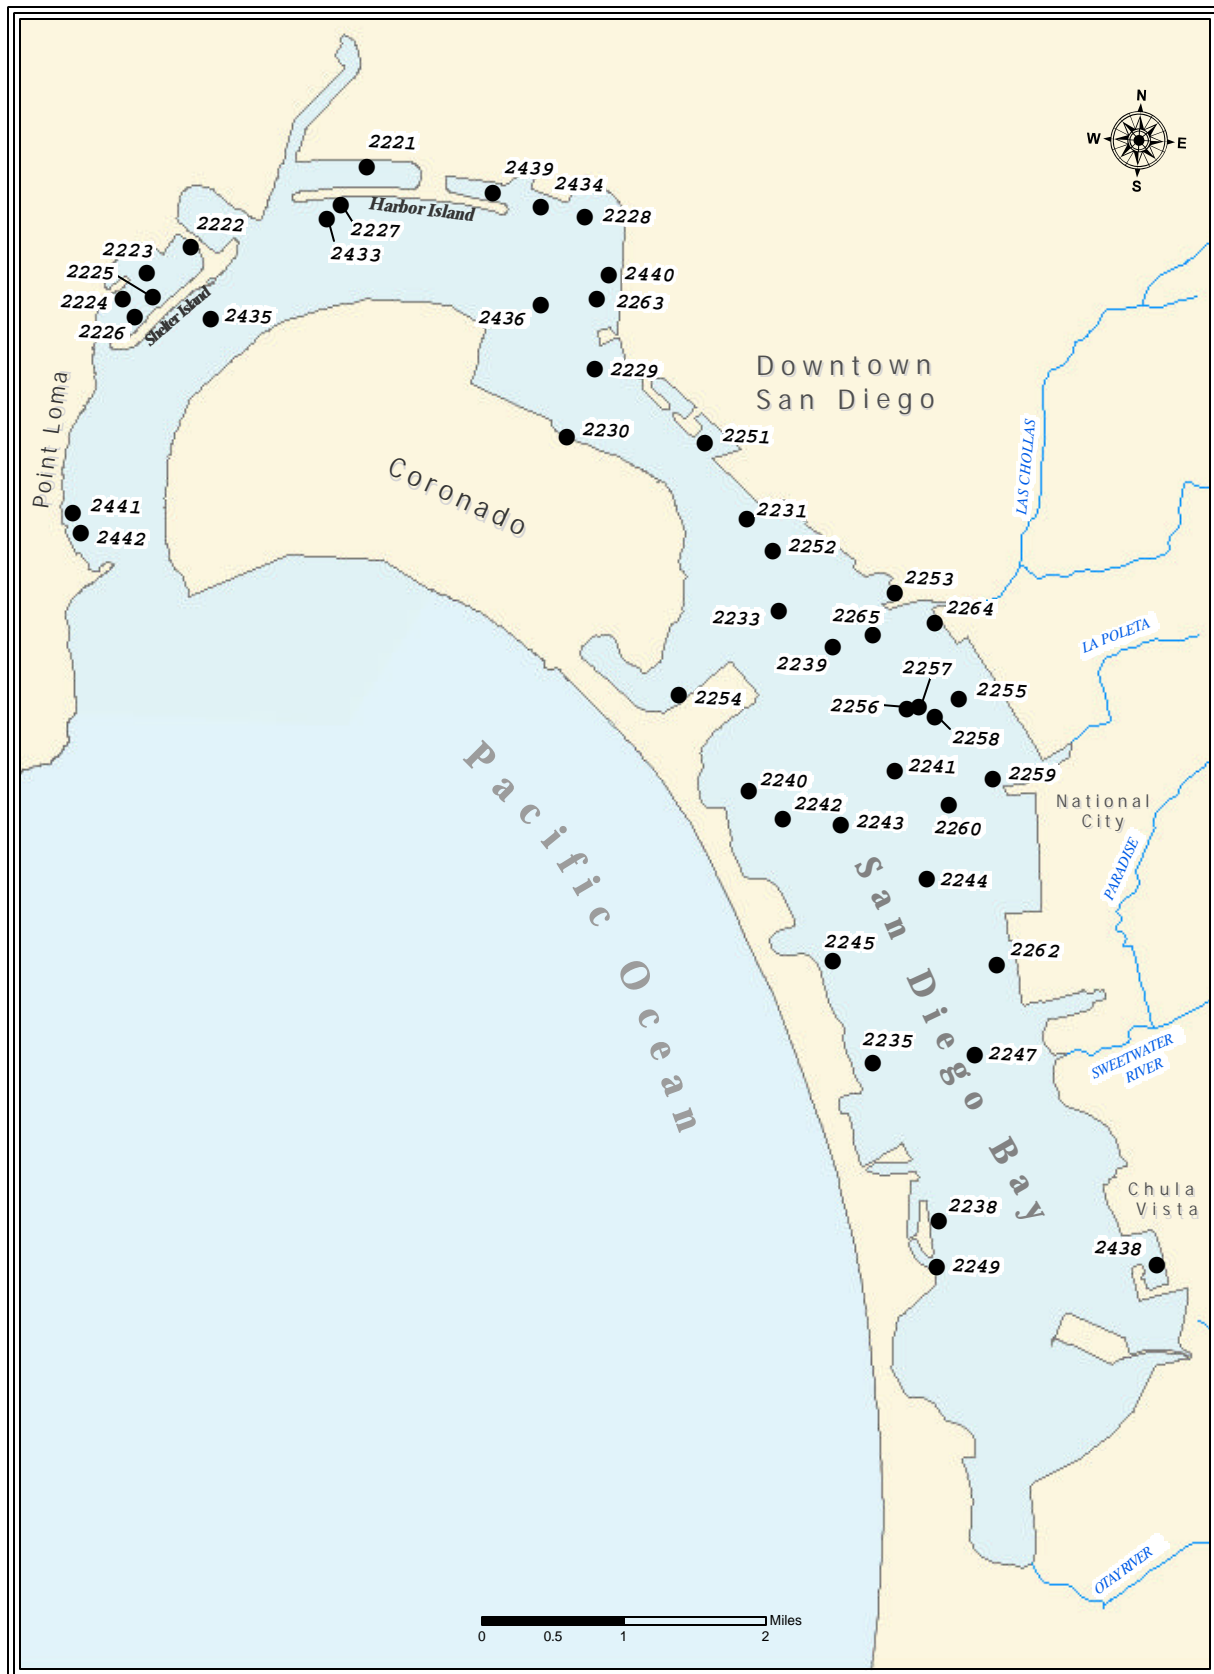 N
W
E
S
2221
2439
2434
Harbor Island
2228
2227
2222
2433
2223
2225
2440
2224
2263
2226
Shelter Island
2435
2436
Downtown
San Diego
2229
Point Loma
2230
2251
Coronado
LAS CHOLLAS
2441
2231
2442
2252
2253
2233
2265
2264
LA POLETA
2239
2257
2254
2256
2255
2258
Pacific Ocean
2240
2241
2259
2242
2243
2260
National
City
San Diego Bay
2244
PARADISE
2245
2262
2235
2247
SWEETWATER
RIVER
Chula
Vista
2238
2438
2249
OTAY RIVER
Miles
0
0.5
1
2